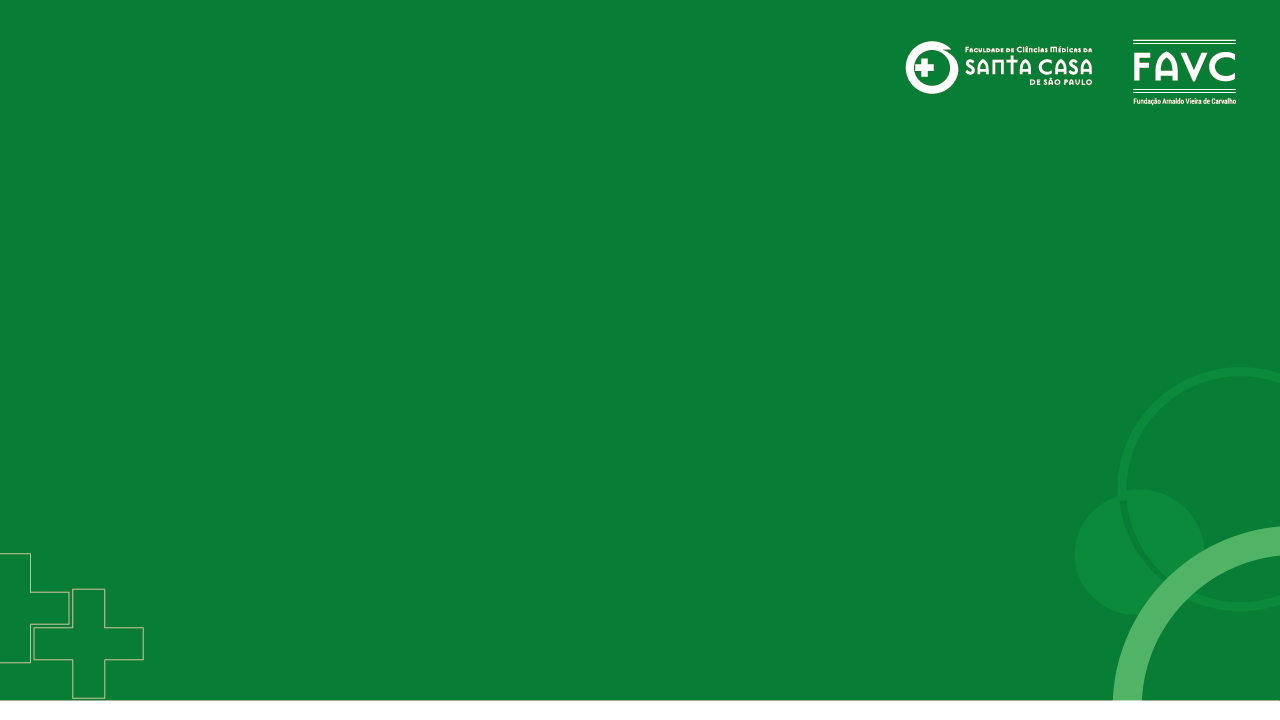 Faculdade de Ciências Médicas da
SANTA CASA
DE SÃO PAULO
FAVC
Fundação Arnaldo Vieira de Carvalho